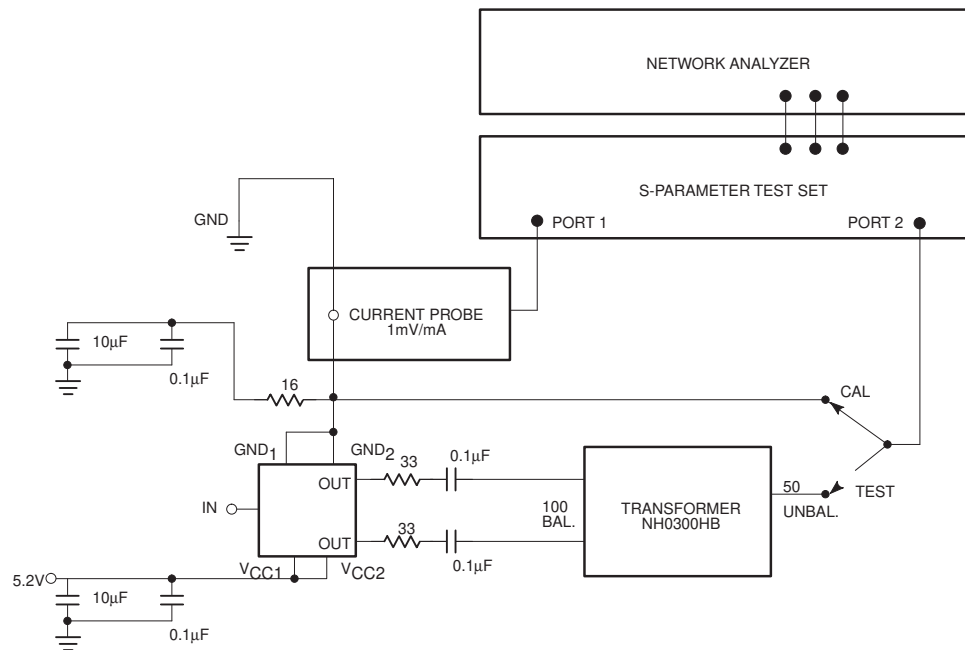 NETWORK ANALYZER
S-PARAMETER TEST SET
GND
PORT 1
PORT 2
CURRENT PROBE
1mV/mA
10μF
0.1μF
16
CAL
GND1
GND2
33
0.1μF
OUT
IN
100
BAL.
TRANSFORMER
NH0300HB
50
UNBAL.
TEST
33
OUT
0.1μF
VCC1
VCC2
5.2V
10μF
0.1μF